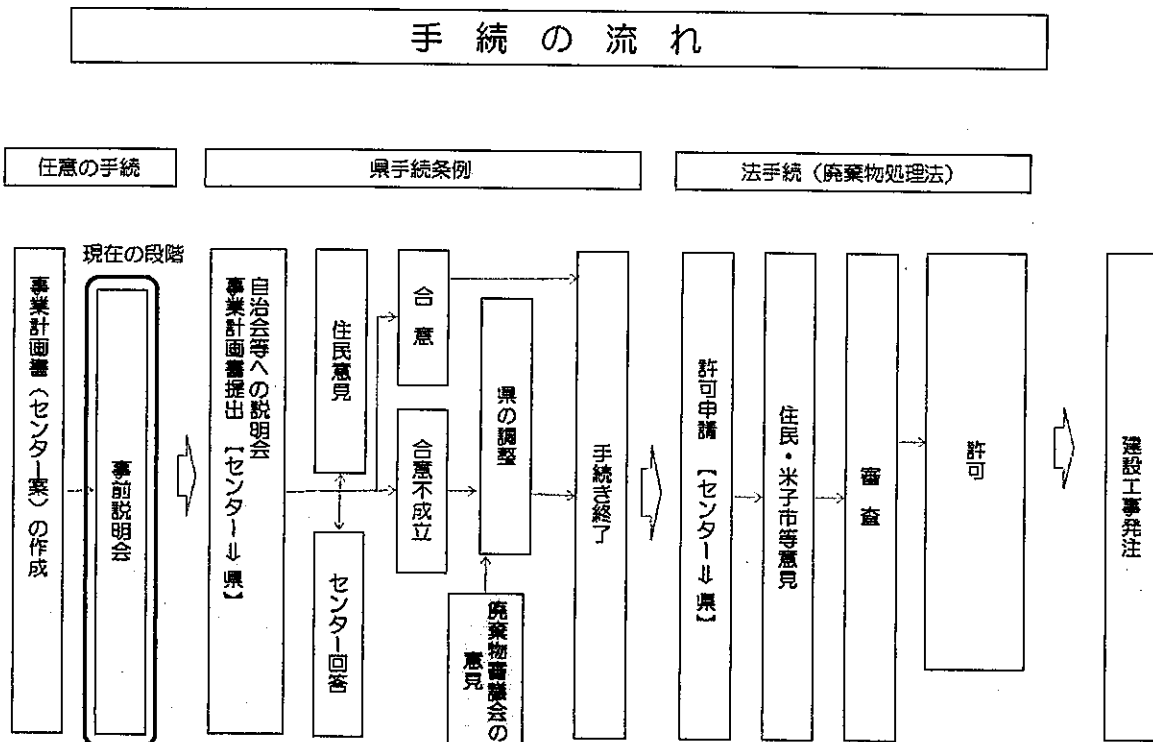 手続の流れ
任意の手続
県手続条例
法手続（廃棄物処理法）
現在の段階
事業計画書（センター案）の作成
事前説明会
自治会等への説明会
事業計画書提出　【センター⇒県】
住民意見
センター回答
合意
合意不成立
県の調整
廃棄物審議会の
意見
手続き終了
許可申請　【センター⇒県】
住民・米子市等意見
審査
許可
建設工事発注